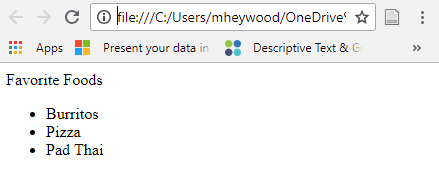 file:///C:/Users/mheywood/OneDrive%
Apps Present your data in Descriptive Text & G »
Favorite Foods
Burritos
Pizza
Pad Thai